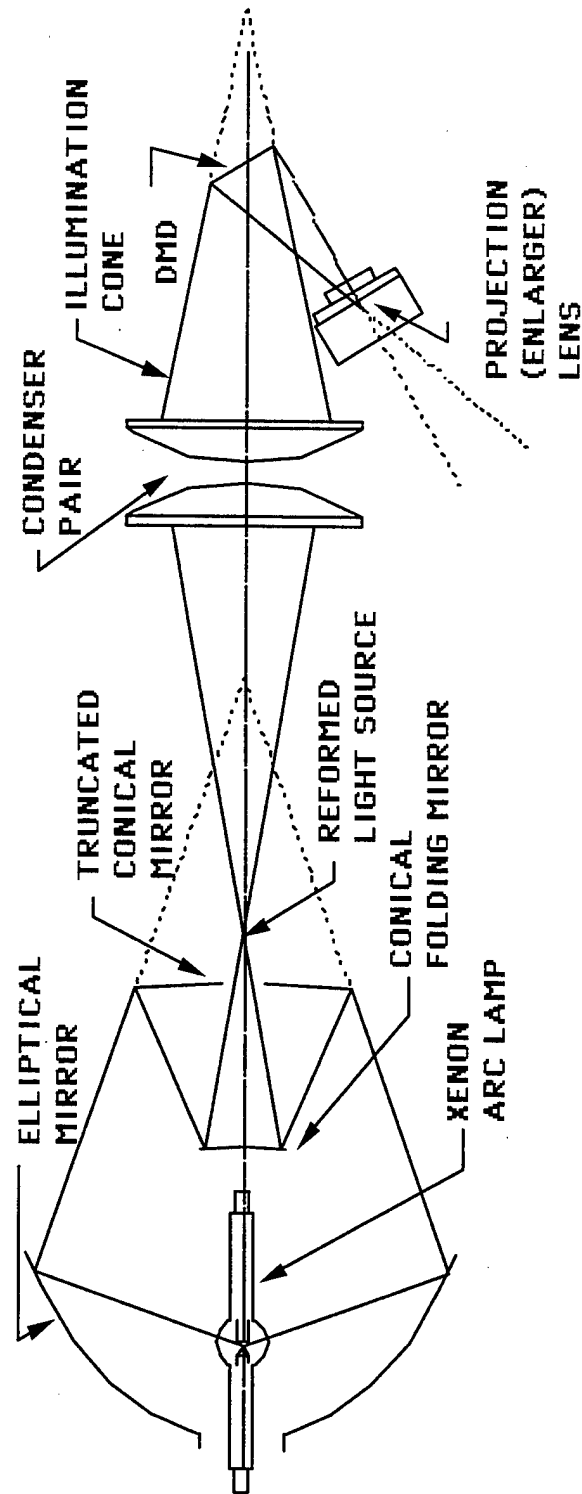 ELLIPTICAL
MIRROR
TRUNCATED
CONICAL
MIRROR
CONDENSER
PAIR
ILLUMINATION
CONE
DMD
XENON
ARC LAMP
CONICAL
FOLDING MIRROR
REFORMED
LIGHT SOURCE
PROJECTION
(ENLARGER)
LENS